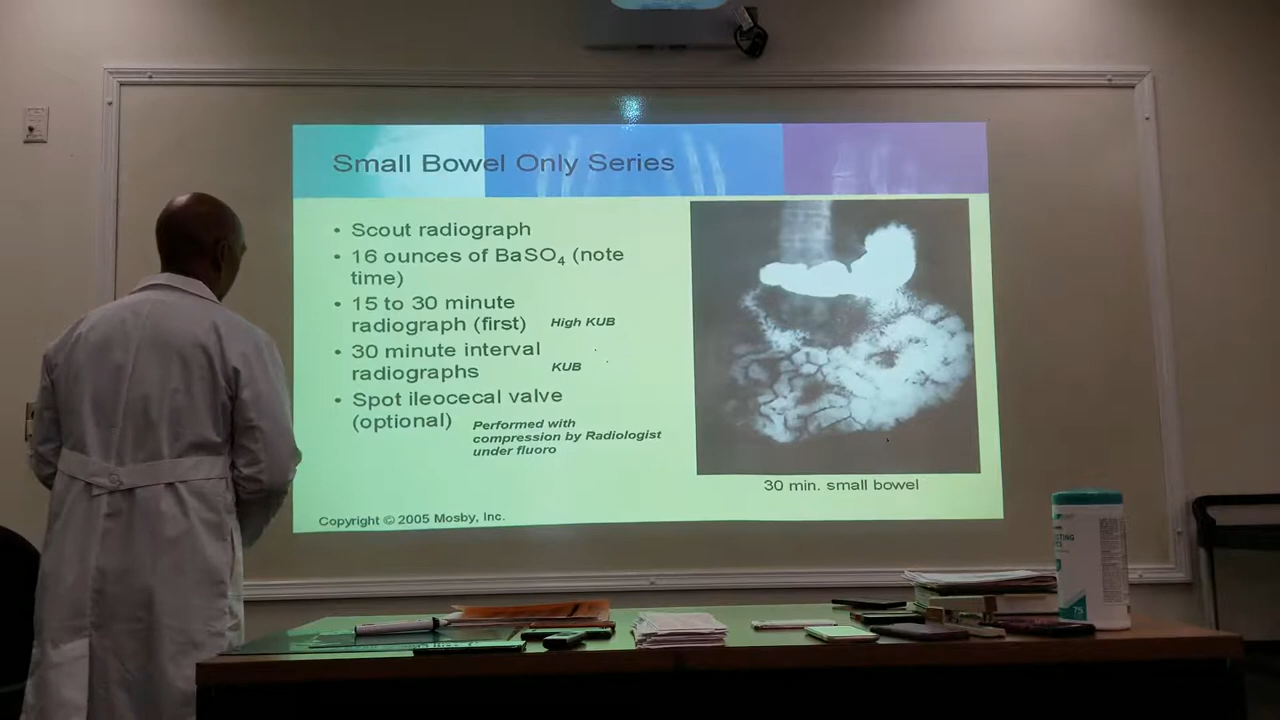 Small Bowel Only Series
• Scout radiograph
• 16 ounces of BaSO₄ (note
time)
• 15 to 30 minute
radiograph (first)
High KUB
• 30 minute interval
radiographs
KUB
• Spot ileocecal valve
(optional)
Performed with
compression by Radiologist
under fluoro
30 min. small bowel
Copyright © 2005 Mosby, Inc.
75